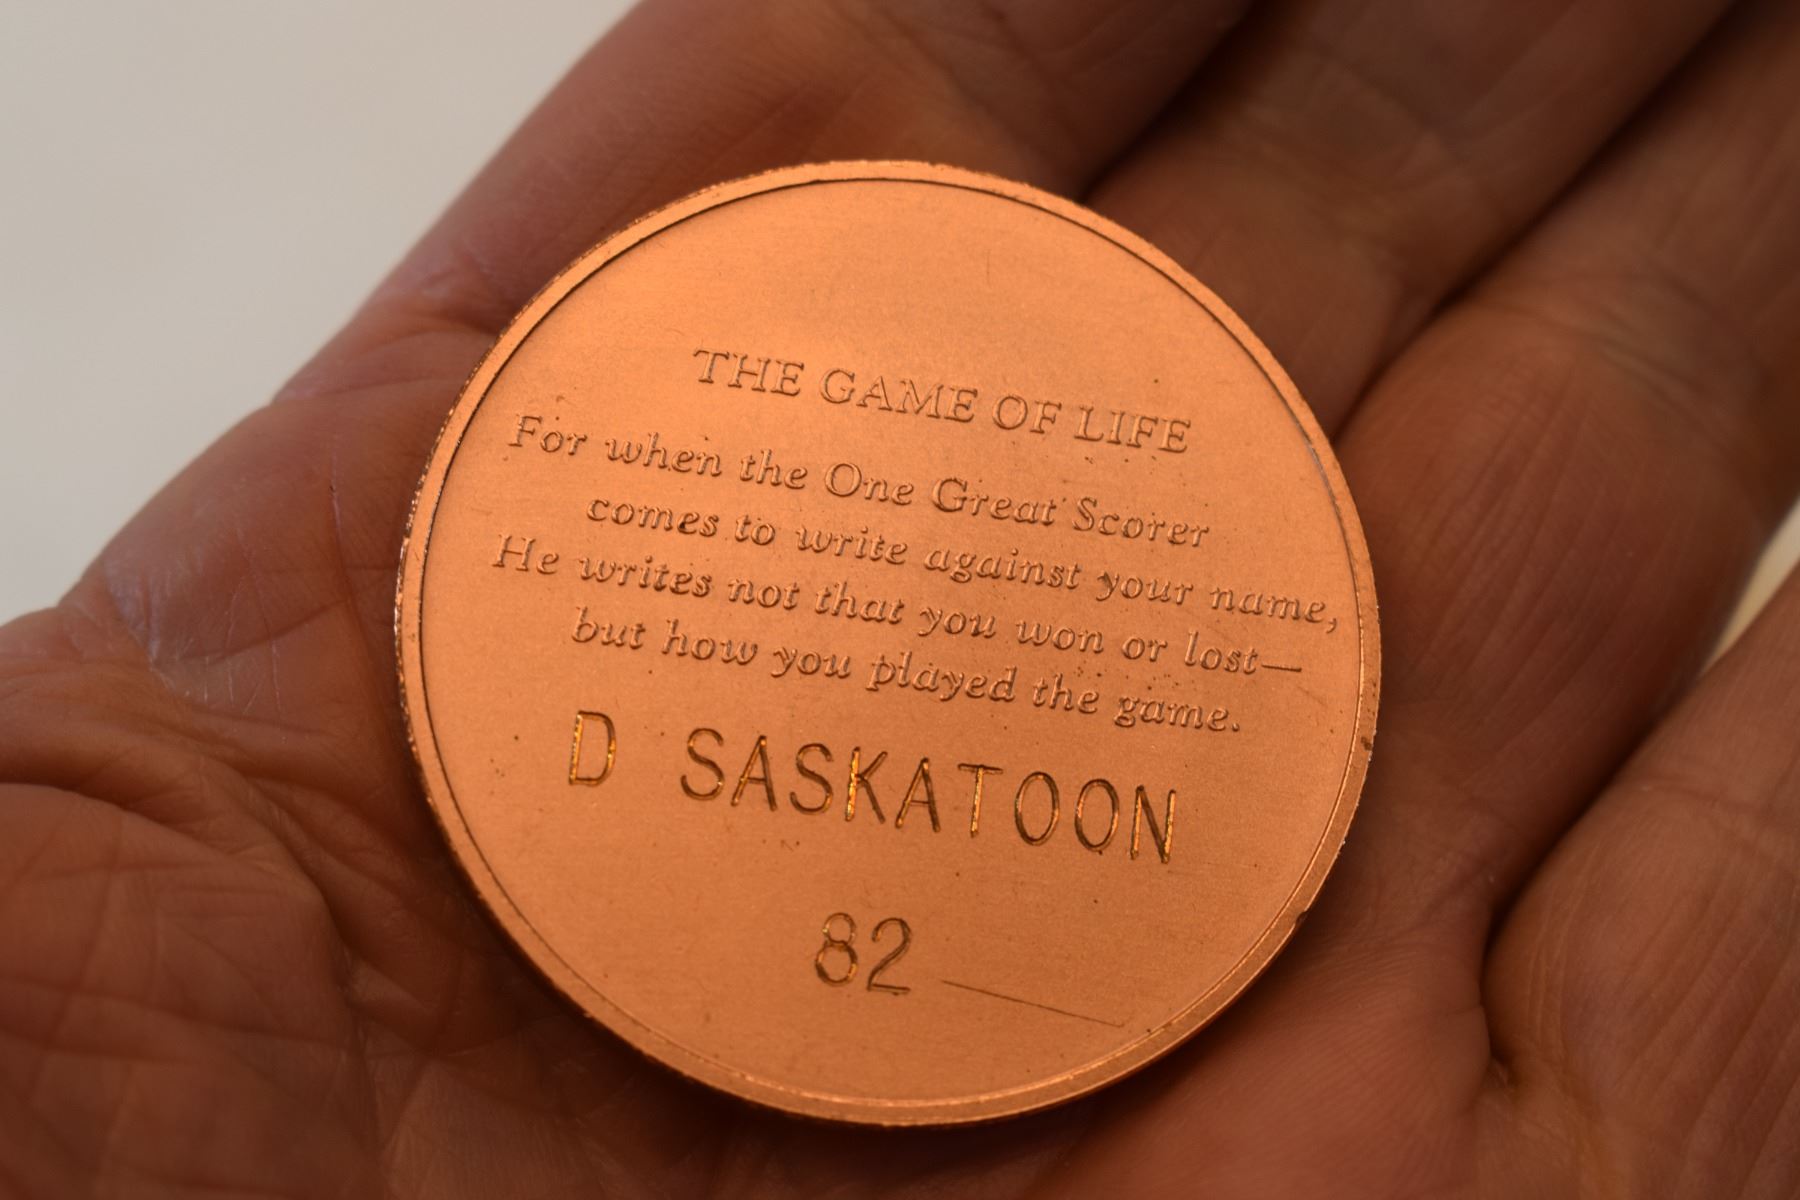 THE GAME OF LIFE
For when the One Great Scorer
comes to write against your name,
He writes not that you won or lost—
but how you played the game.
D SASKATOON
82